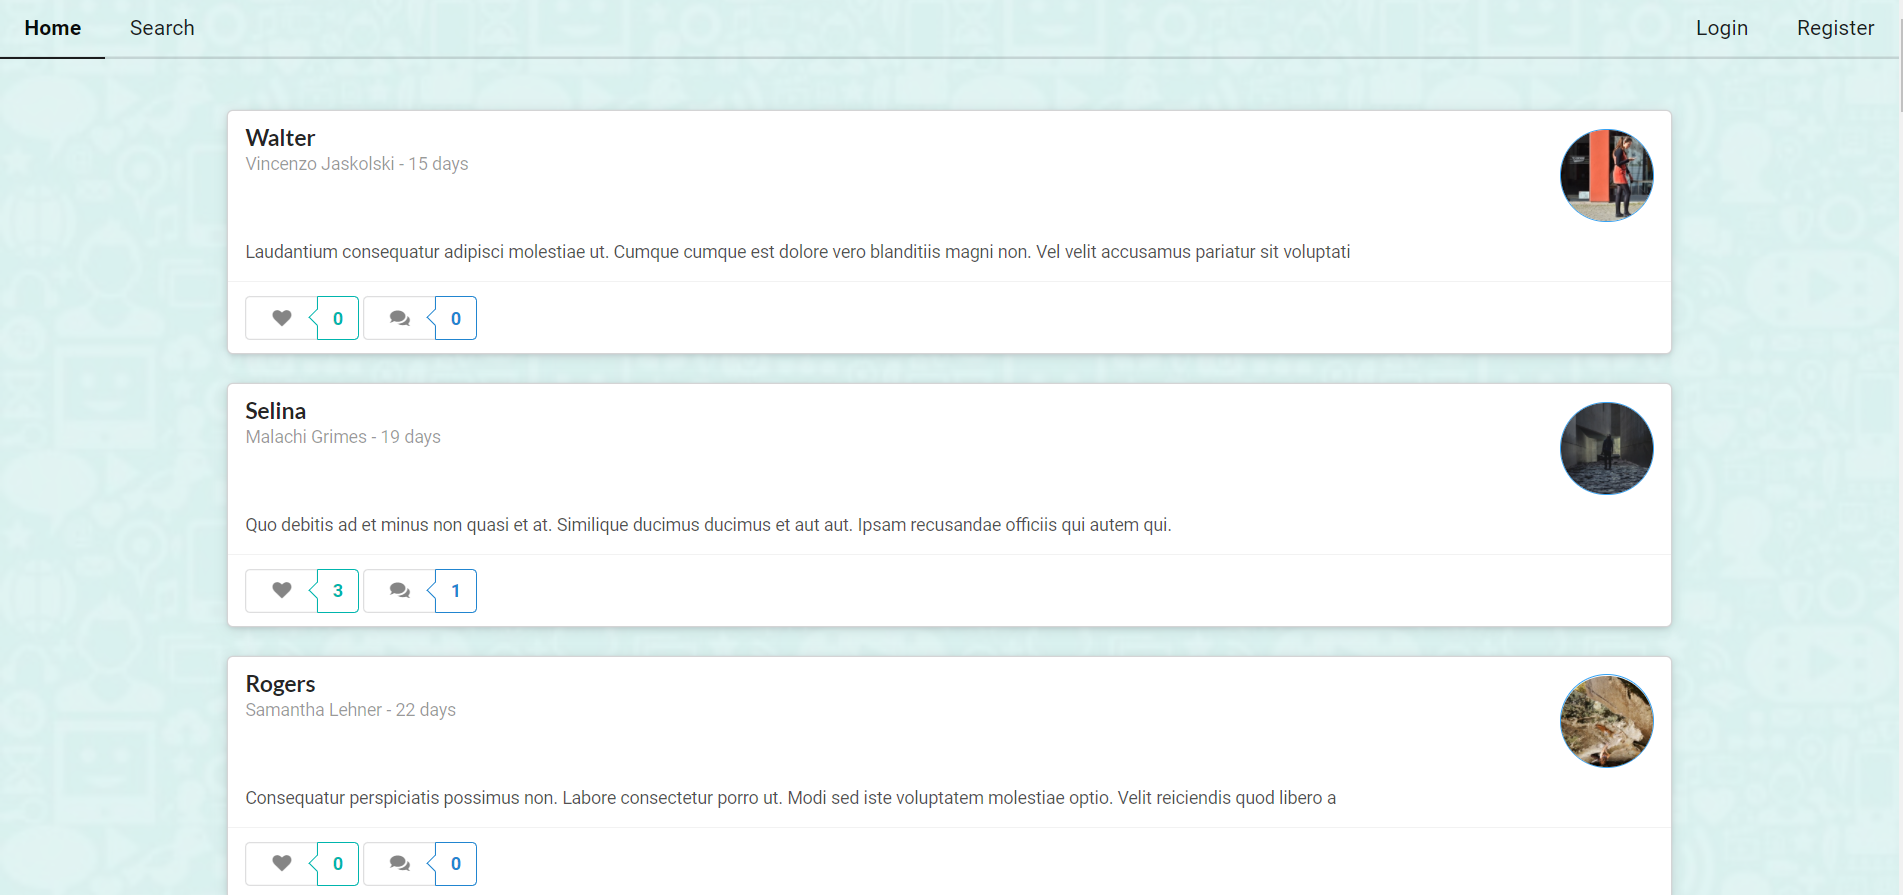 Home Search Login Register
Walter
Vincenzo Jaskolski - 15 days
Laudantium consequatur adipisci molestiae ut. Cumque cumque est dolore vero blanditiis magni non. Vel velit accusamus pariatur sit voluptati
0 0
Selina
Malachi Grimes - 19 days
Quo debitis ad et minus non quasi et at. Similique ducimus ducimus et aut aut. Ipsam recusandae officiis qui autem qui.
3 1
Rogers
Samantha Lehner - 22 days
Consequatur perspiciatis possimus non. Labore consectetur porro ut. Modi sed iste voluptatem molestiae optio. Velit reiciendis quod libero a
0 0